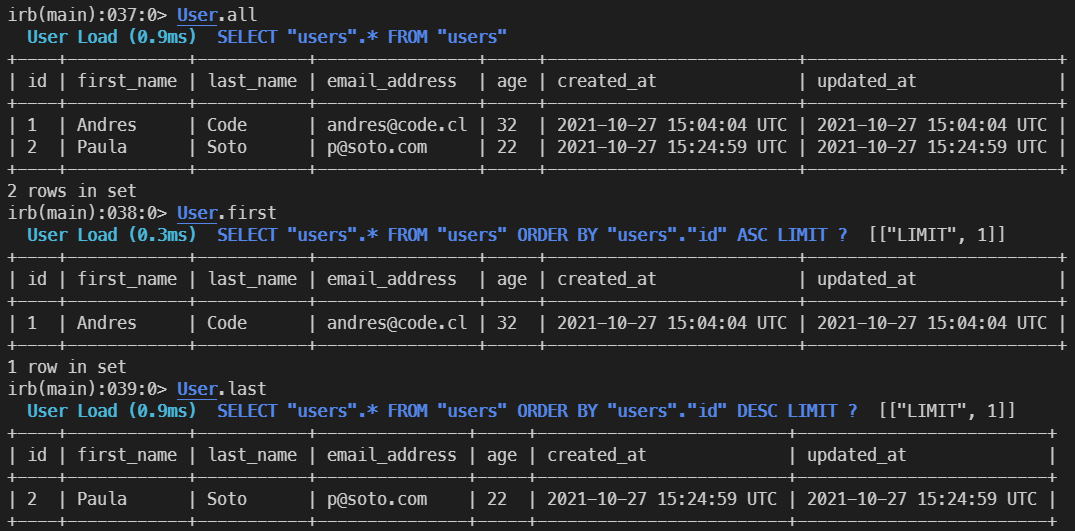 irb(main):037:0> User.all
  User Load (0.9ms)  SELECT "users".* FROM "users"
+----+------------+-----------+----------------+-----+-------------------------+-------------------------+
| id | first_name | last_name | email_address  | age | created_at              | updated_at              |
+----+------------+-----------+----------------+-----+-------------------------+-------------------------+
| 1  | Andres     | Code      | andres@code.cl | 32  | 2021-10-27 15:04:04 UTC | 2021-10-27 15:04:04 UTC |
| 2  | Paula      | Soto      | p@soto.com     | 22  | 2021-10-27 15:24:59 UTC | 2021-10-27 15:24:59 UTC |
+----+------------+-----------+----------------+-----+-------------------------+-------------------------+
2 rows in set
irb(main):038:0> User.first
  User Load (0.3ms)  SELECT "users".* FROM "users" ORDER BY "users"."id" ASC LIMIT ?  [["LIMIT", 1]]
+----+------------+-----------+----------------+-----+-------------------------+-------------------------+
| id | first_name | last_name | email_address  | age | created_at              | updated_at              |
+----+------------+-----------+----------------+-----+-------------------------+-------------------------+
| 1  | Andres     | Code      | andres@code.cl | 32  | 2021-10-27 15:04:04 UTC | 2021-10-27 15:04:04 UTC |
+----+------------+-----------+----------------+-----+-------------------------+-------------------------+
1 row in set
irb(main):039:0> User.last
  User Load (0.9ms)  SELECT "users".* FROM "users" ORDER BY "users"."id" DESC LIMIT ?  [["LIMIT", 1]]
+----+------------+-----------+---------------+-----+-------------------------+-------------------------+
| id | first_name | last_name | email_address | age | created_at              | updated_at              |
+----+------------+-----------+---------------+-----+-------------------------+-------------------------+
| 2  | Paula      | Soto      | p@soto.com    | 22  | 2021-10-27 15:24:59 UTC | 2021-10-27 15:24:59 UTC |
+----+------------+-----------+---------------+-----+-------------------------+-------------------------+